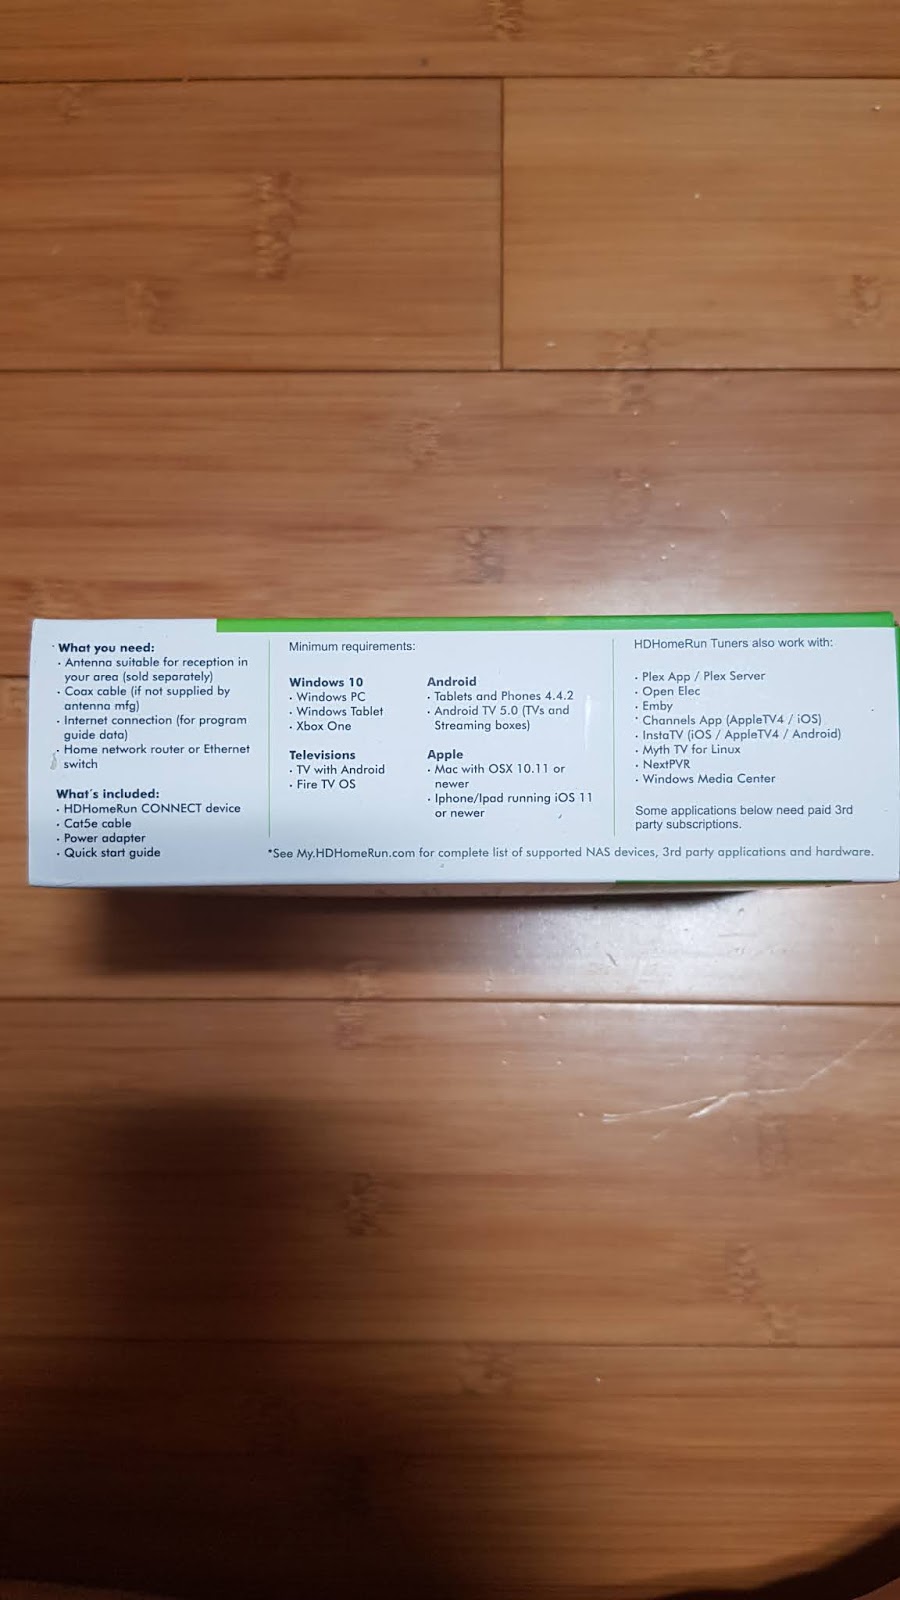 What you need:
· Antenna suitable for reception in
your area (sold separately)
· Coax cable (if not supplied by
antenna mfg)
· Internet connection (for program
guide data)
· Home network router or Ethernet
switch
What's included:
· HDHomeRun CONNECT device
· Cat5e cable
· Power adapter
· Quick start guide
Minimum requirements:
Windows 10
· Windows PC
· Windows Tablet
· Xbox One
Televisions
· TV with Android
· Fire TV OS
Android
· Tablets and Phones 4.4.2
· Android TV 5.0 (TVs and
Streaming boxes)
Apple
· Mac with OSX 10.11 or
newer
· Iphone/Ipad running iOS 11
or newer
HDHomeRun Tuners also work with:
· Plex App / Plex Server
· Open Elec
· Emby
· Channels App (AppleTV4 / iOS)
· InstaTV (iOS / AppleTV4 / Android)
· Myth TV for Linux
· NextPVR
· Windows Media Center
Some applications below need paid 3rd
party subscriptions.
*See My.HDHomeRun.com for complete list of supported NAS devices, 3rd party applications and hardware.